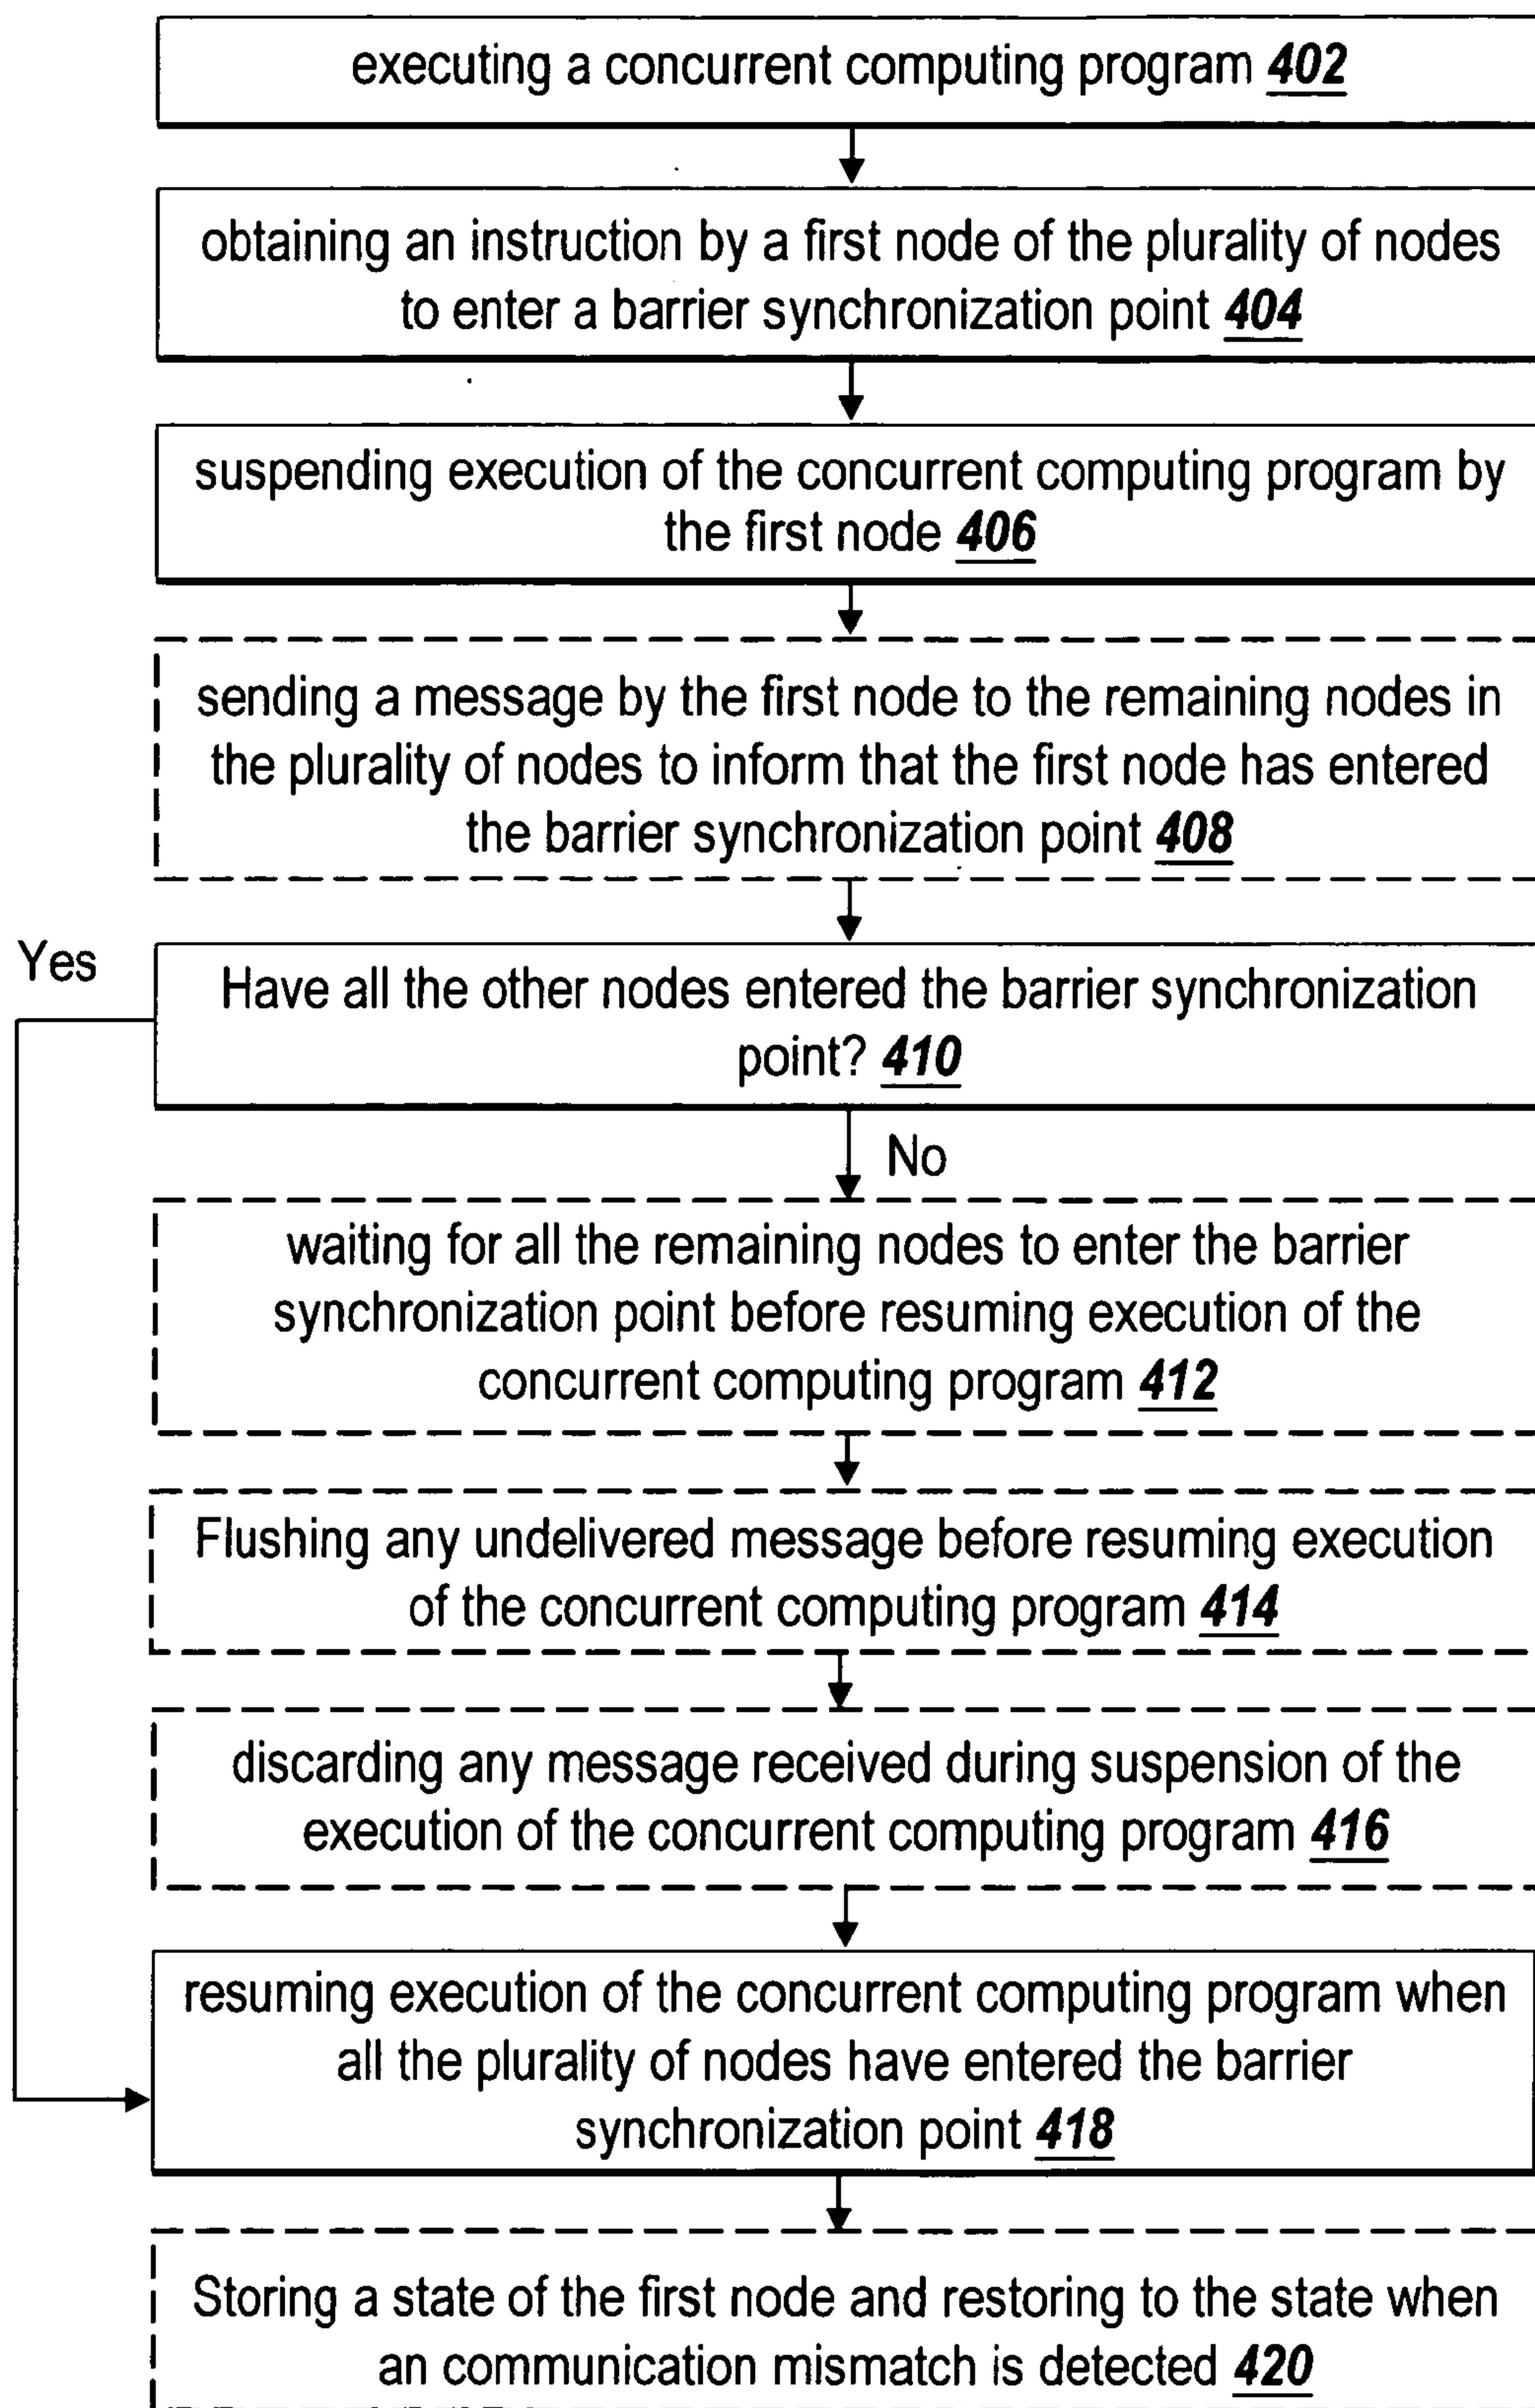 executing a concurrent computing program 402
obtaining an instruction by a first node of the plurality of nodes
to enter a barrier synchronization point 404
suspending execution of the concurrent computing program by
the first node 406
sending a message by the first node to the remaining nodes in
the plurality of nodes to inform that the first node has entered
the barrier synchronization point 408
Yes
Have all the other nodes entered the barrier synchronization
point? 410
No
waiting for all the remaining nodes to enter the barrier
synchronization point before resuming execution of the
concurrent computing program 412
Flushing any undelivered message before resuming execution
of the concurrent computing program 414
discarding any message received during suspension of the
execution of the concurrent computing program 416
resuming execution of the concurrent computing program when
all the plurality of nodes have entered the barrier
synchronization point 418
Storing a state of the first node and restoring to the state when
an communication mismatch is detected 420